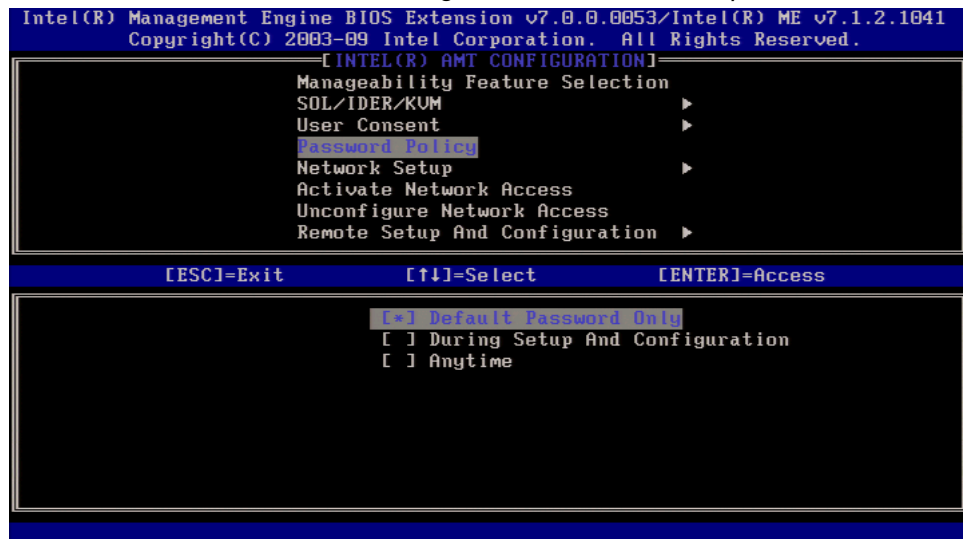 Intel(R) Management Engine BIOS Extension v7.0.0.0053/Intel(R) ME v7.1.2.1041
Copyright(C) 2003-09 Intel Corporation. All Rights Reserved.
[INTEL(R) AMT CONFIGURATION]
Manageability Feature Selection
SOL/IDER/KVM ►
User Consent ►
Password Policy
Network Setup ►
Activate Network Access
Unconfigure Network Access
Remote Setup And Configuration ►
[ESC]=Exit [↑↓]=Select [ENTER]=Access
[*] Default Password Only
[ ] During Setup And Configuration
[ ] Anytime